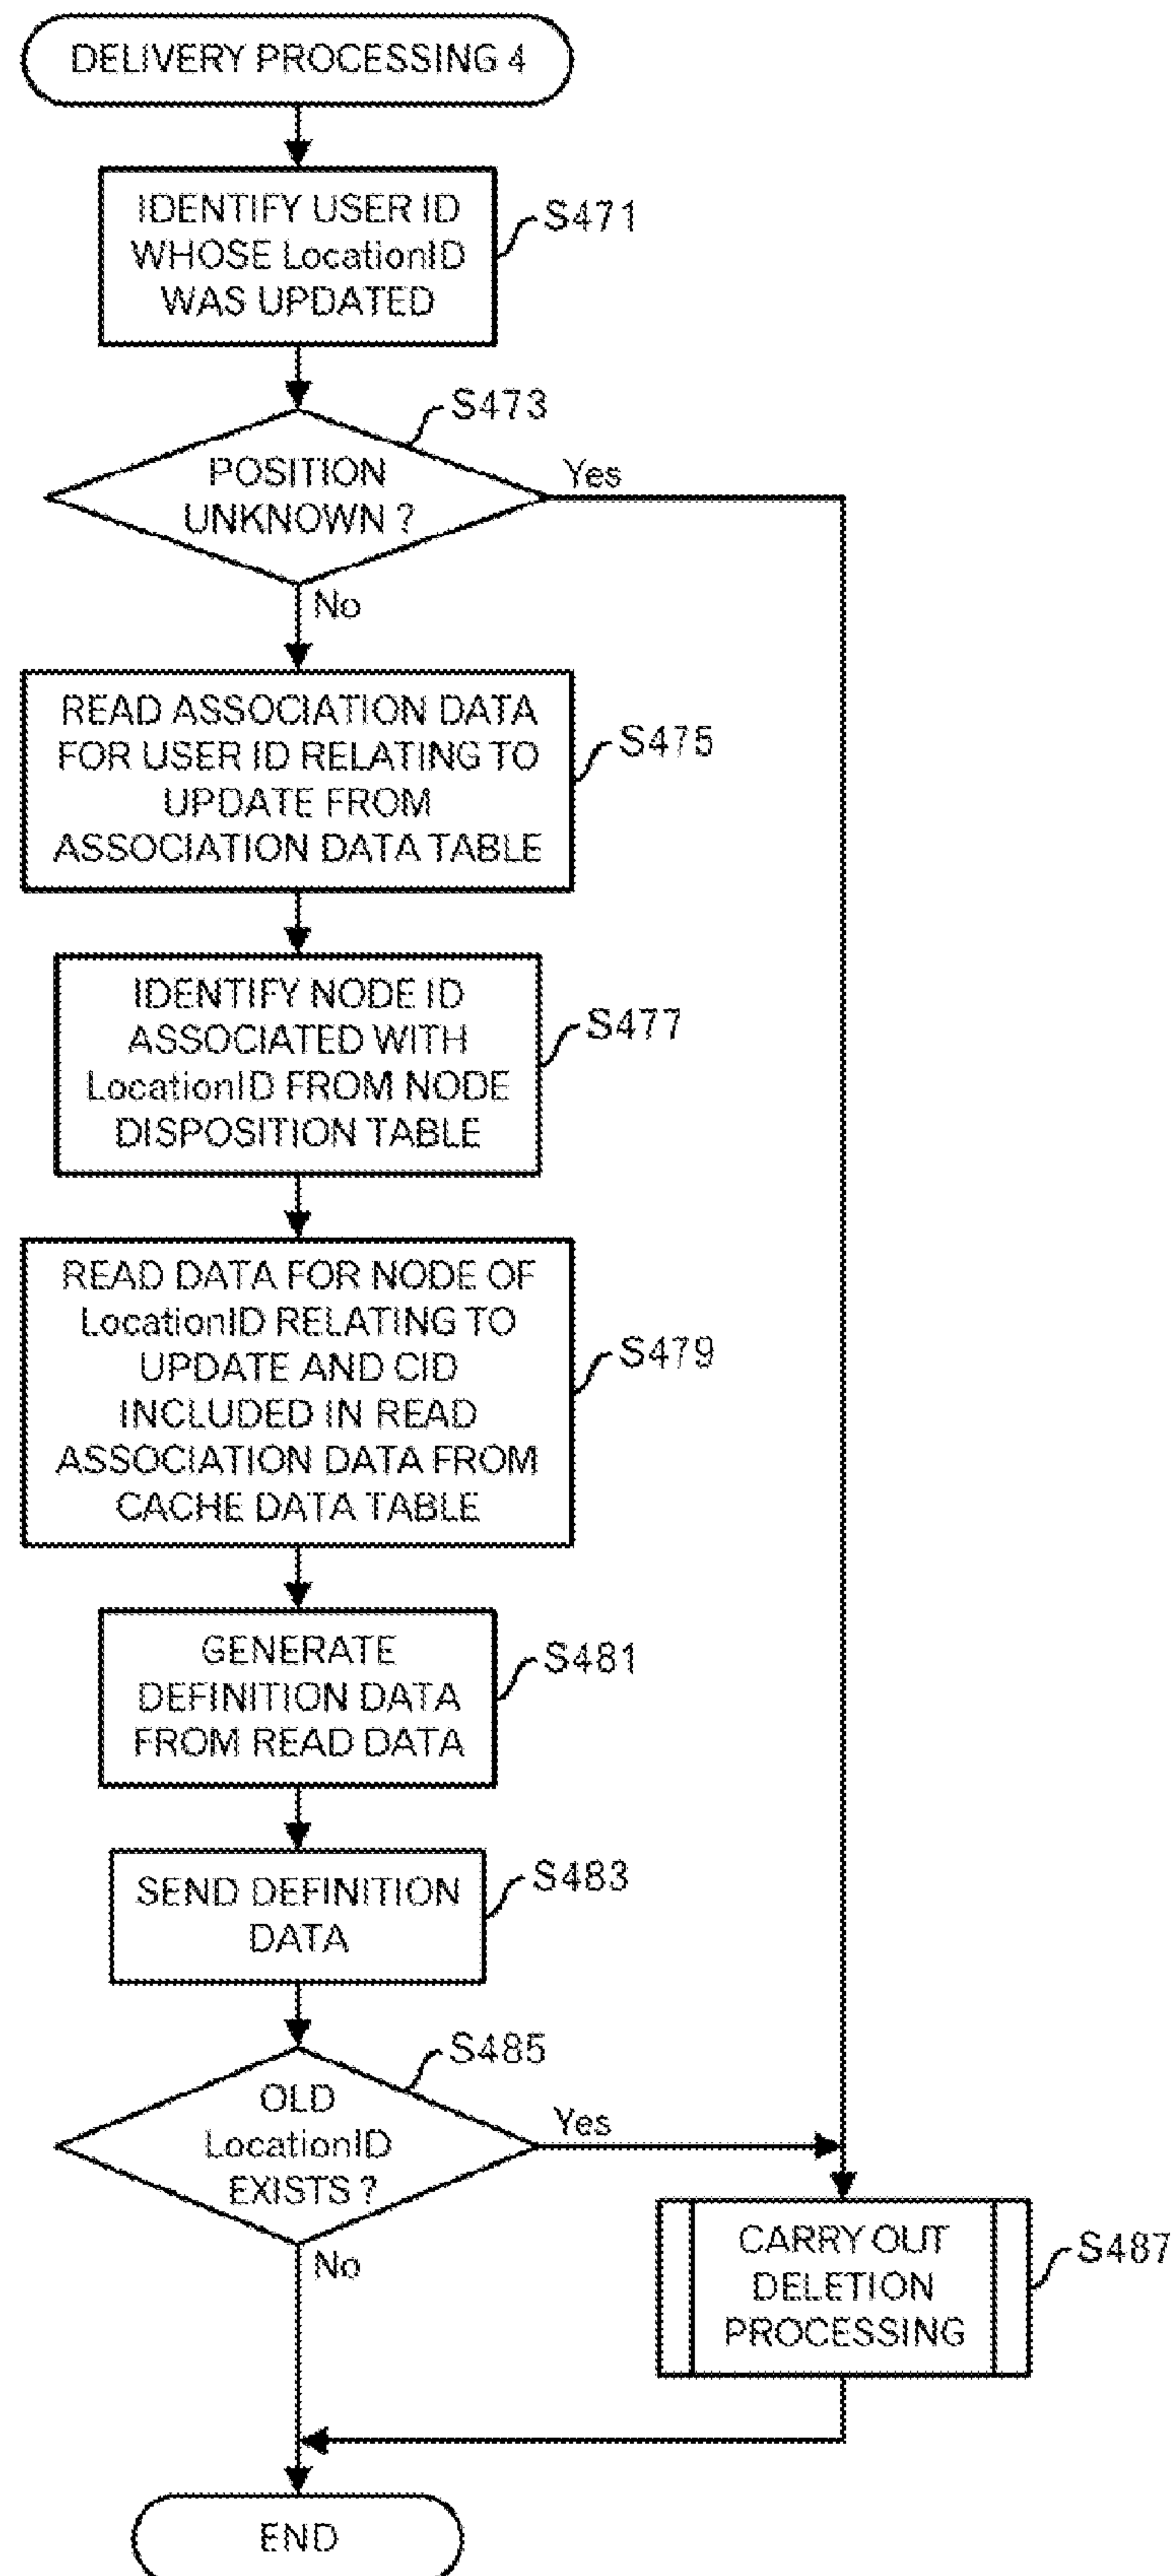 DELIVERY PROCESSING 4
IDENTIFY USER ID
WHOSE LocationID
WAS UPDATED
S471
S473
POSITION
UNKNOWN ?
Yes
No
READ ASSOCIATION DATA
FOR USER ID RELATING TO
UPDATE FROM
ASSOCIATION DATA TABLE
S475
IDENTIFY NODE ID
ASSOCIATED WITH
LocationID FROM NODE
DISPOSITION TABLE
S477
READ DATA FOR NODE OF
LocationID RELATING TO
UPDATE AND CID
INCLUDED IN READ
ASSOCIATION DATA FROM
CACHE DATA TABLE
S479
GENERATE
DEFINITION DATA
FROM READ DATA
S481
SEND DEFINITION
DATA
S483
S485
OLD
LocationID
EXISTS ?
Yes
No
CARRY OUT
DELETION
PROCESSING
S487
END